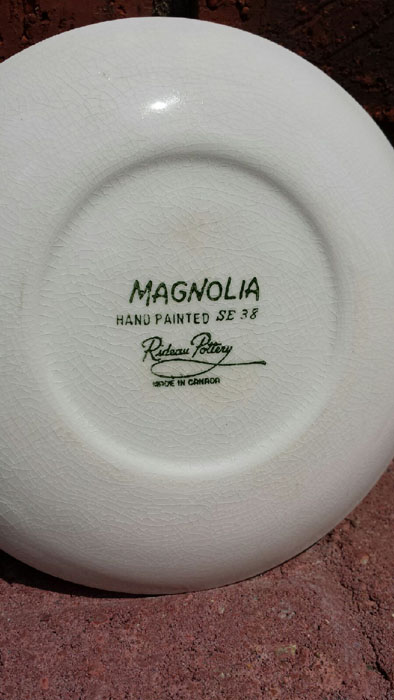 MAGNOLIA
HAND PAINTED SE 38
Rideau Pottery
MADE IN CANADA